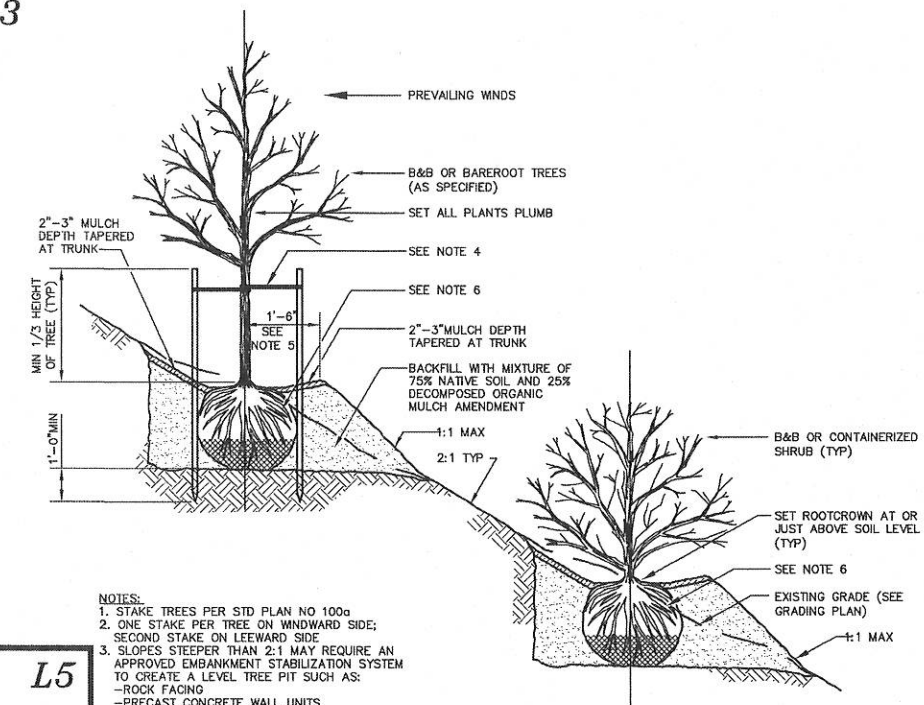 3
PREVAILING WINDS
B&B OR BAREROOT TREES
(AS SPECIFIED)
SET ALL PLANTS PLUMB
2"-3" MULCH
DEPTH TAPERED
AT TRUNK
SEE NOTE 4
SEE NOTE 6
MIN 1/3 HEIGHT
OF TREE (TYP)
1'-6"
SEE
NOTE 5
2"-3"MULCH DEPTH
TAPERED AT TRUNK
BACKFILL WITH MIXTURE OF
75% NATIVE SOIL AND 25%
DECOMPOSED ORGANIC
MULCH AMENDMENT
1'-0"MIN
1:1 MAX
2:1 TYP
B&B OR CONTAINERIZED
SHRUB (TYP)
SET ROOTCROWN AT OR
JUST ABOVE SOIL LEVEL
(TYP)
SEE NOTE 6
EXISTING GRADE (SEE
GRADING PLAN)
1:1 MAX
NOTES:
1. STAKE TREES PER STD PLAN NO 100a
2. ONE STAKE PER TREE ON WINDWARD SIDE;
SECOND STAKE ON LEEWARD SIDE
3. SLOPES STEEPER THAN 2:1 MAY REQUIRE AN
APPROVED EMBANKMENT STABILIZATION SYSTEM
TO CREATE A LEVEL TREE PIT SUCH AS:
-ROCK FACING
-PRECAST CONCRETE WALL UNITS
L5